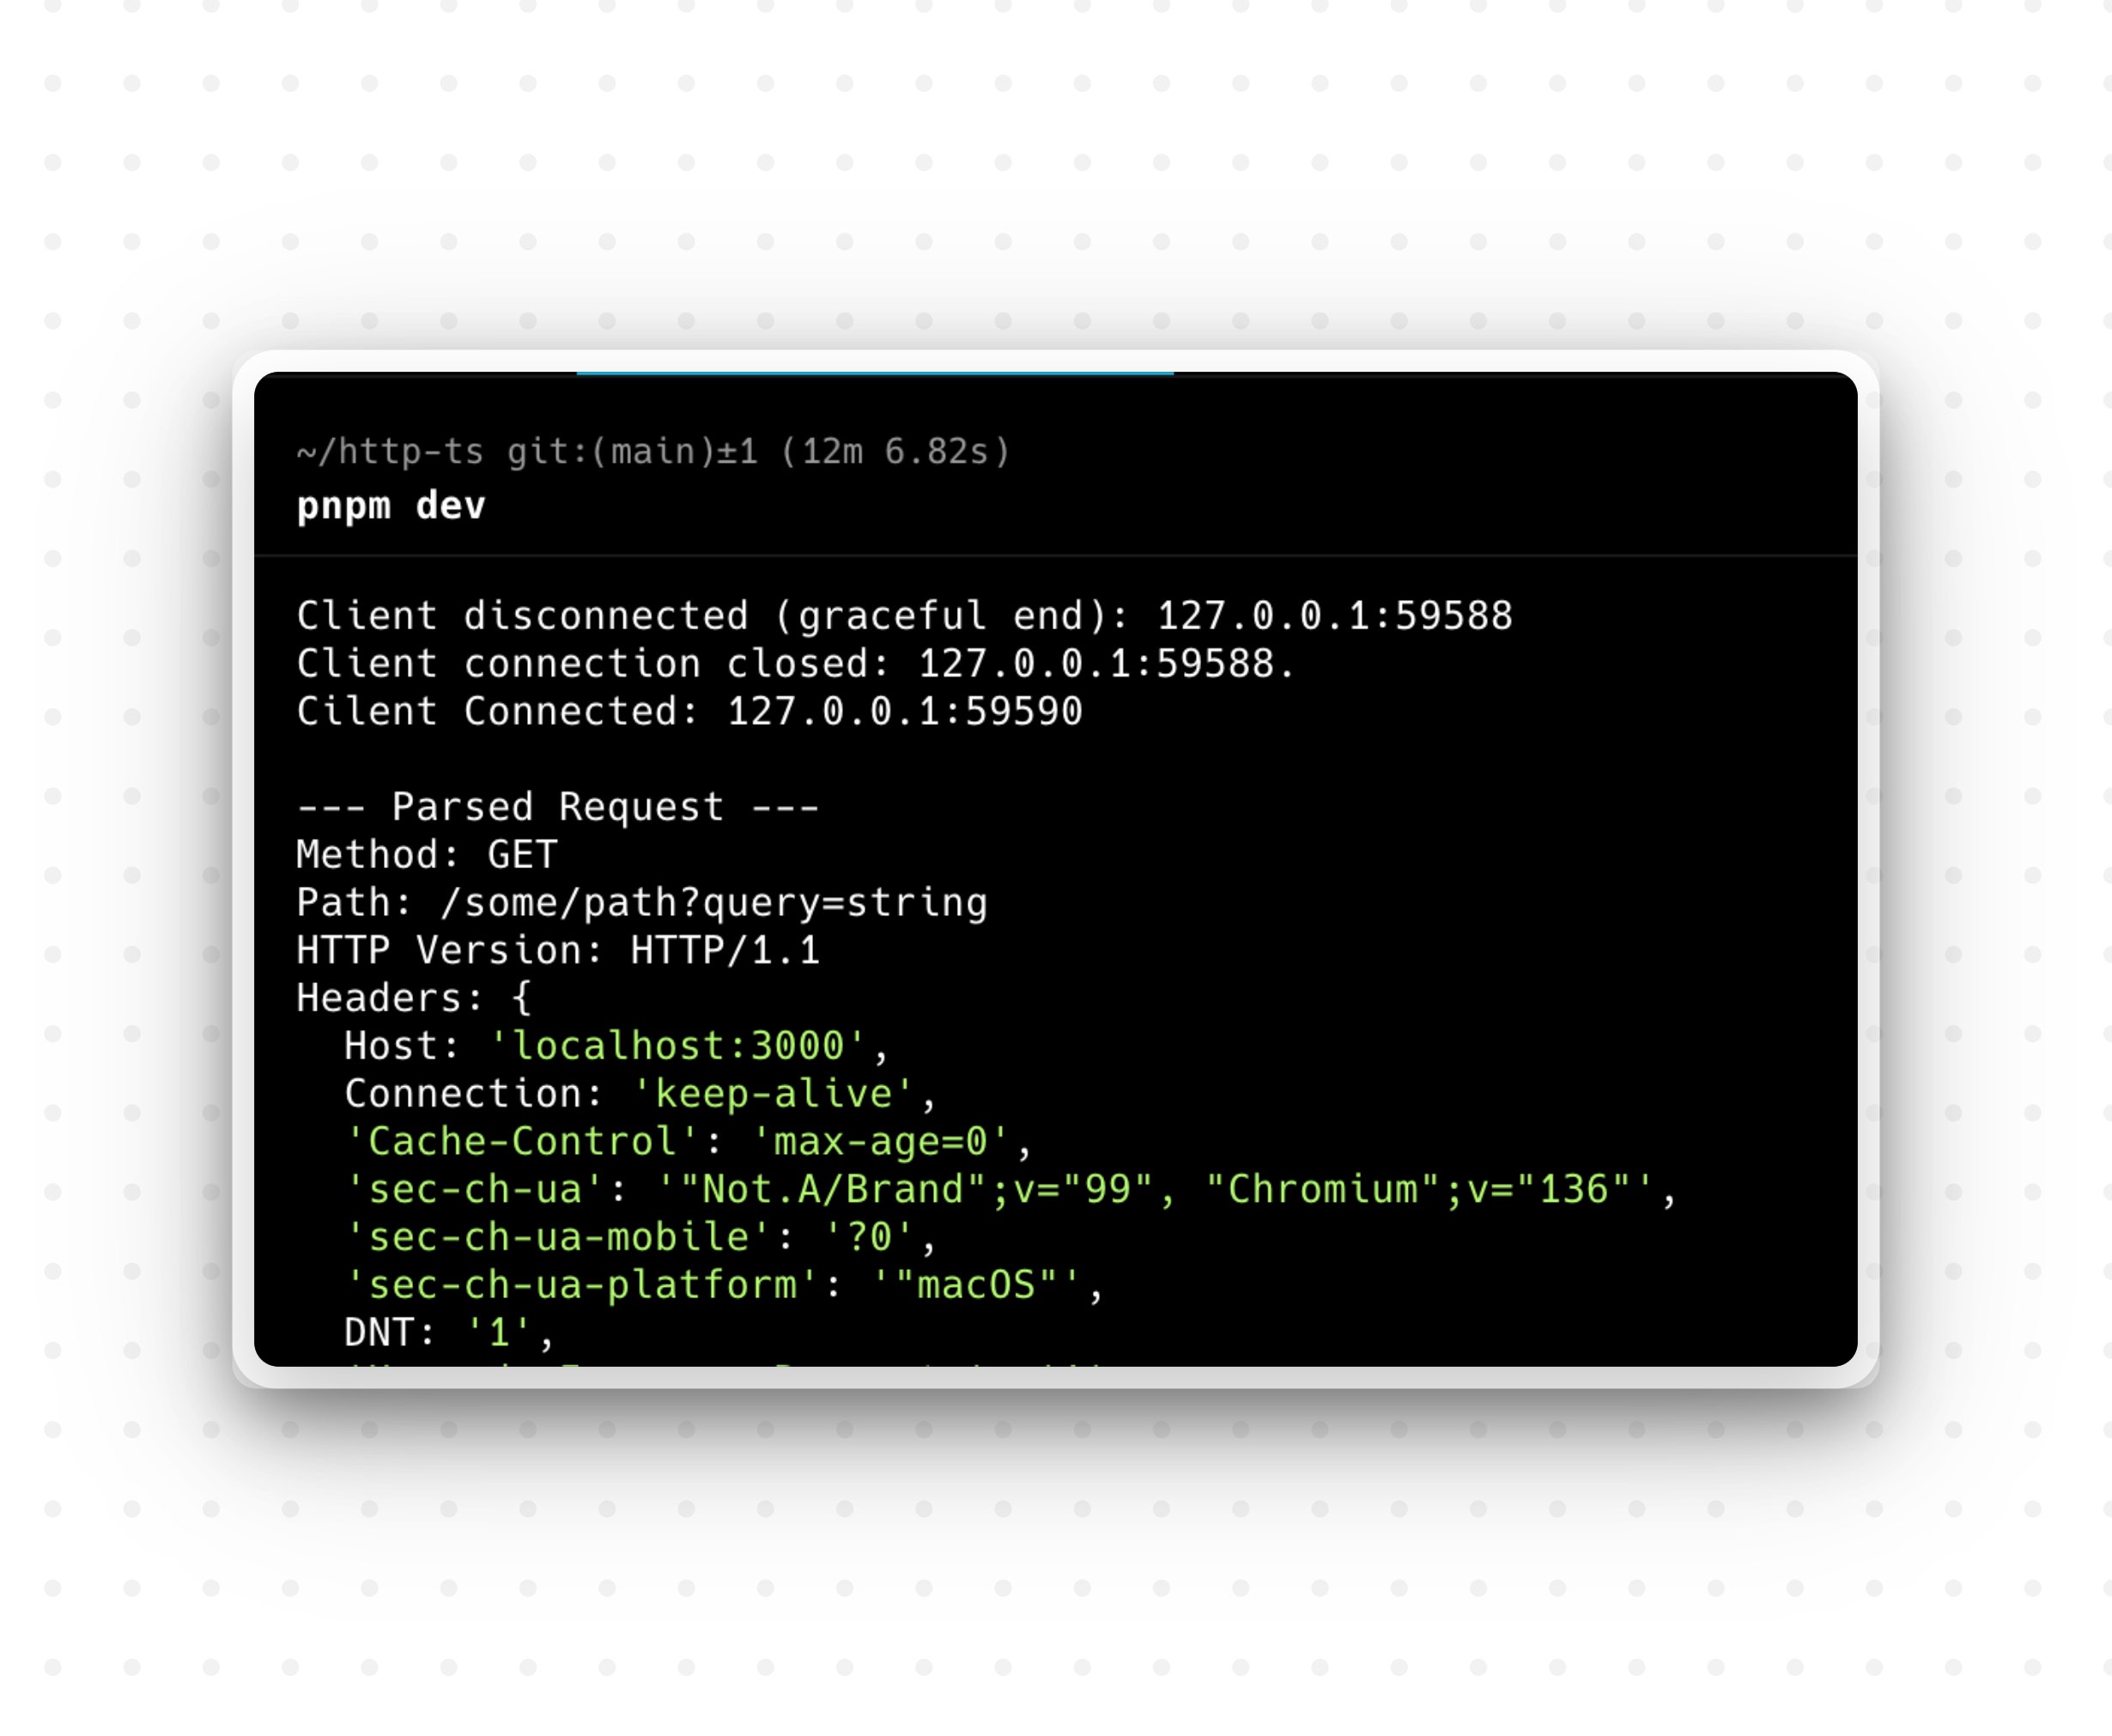 ~/http-ts git:(main)±1 (12m 6.82s)
pnpm dev
Client disconnected (graceful end): 127.0.0.1:59588
Client connection closed: 127.0.0.1:59588.
Cilent Connected: 127.0.0.1:59590
--- Parsed Request ---
Method: GET
Path: /some/path?query=string
HTTP Version: HTTP/1.1
Headers: {
Host: 'localhost:3000',
Connection: 'keep-alive',
'Cache-Control': 'max-age=0',
'sec-ch-ua': '"Not.A/Brand";v="99", "Chromium";v="136"',
'sec-ch-ua-mobile': '?0',
'sec-ch-ua-platform': '"macOS"',
DNT: '1',